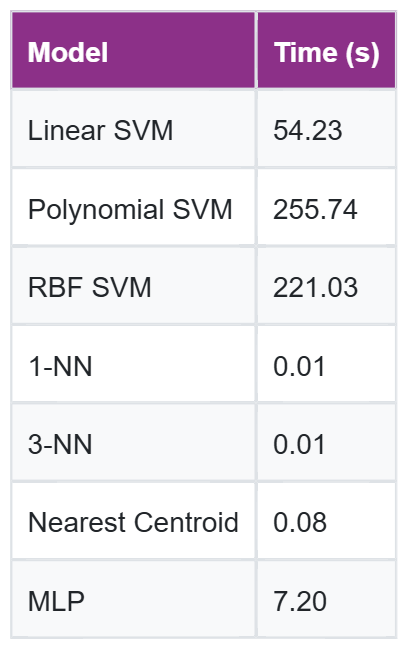 Model Time (s)
Linear SVM 54.23
Polynomial SVM 255.74
RBF SVM 221.03
1-NN 0.01
3-NN 0.01
Nearest Centroid 0.08
MLP 7.20